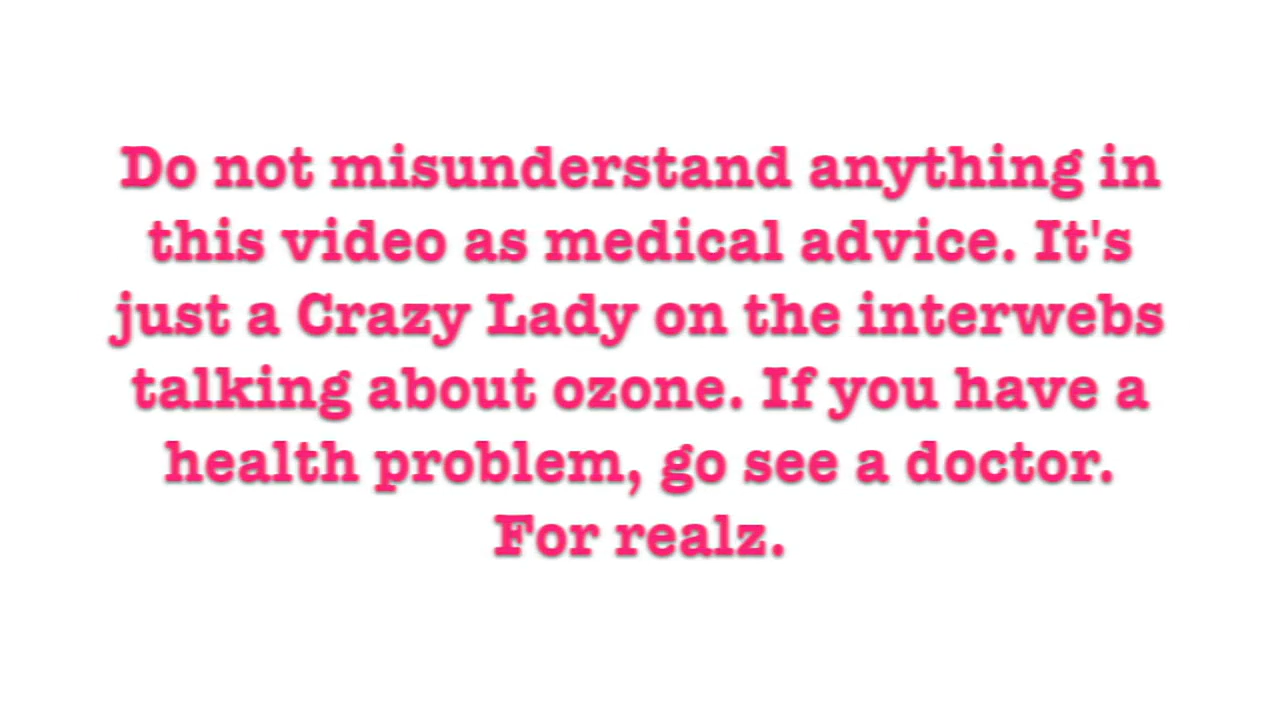 Do not misunderstand anything in
this video as medical advice. It's
just a Crazy Lady on the interwebs
talking about ozone. If you have a
health problem, go see a doctor.
For realz.